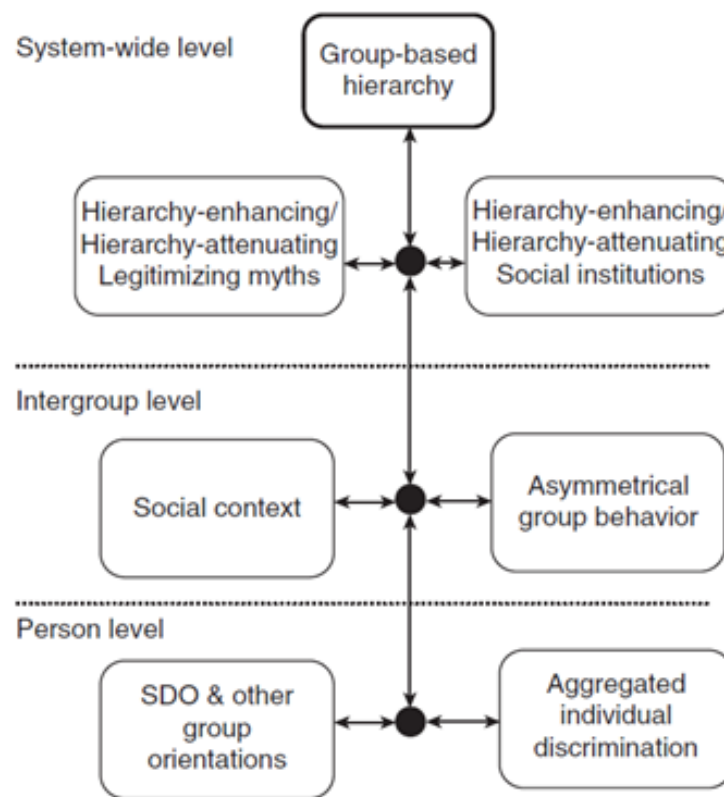 System-wide level
Group-based
hierarchy
Hierarchy-enhancing/
Hierarchy-attenuating
Legitimizing myths
Hierarchy-enhancing/
Hierarchy-attenuating
Social institutions
Intergroup level
Social context
Asymmetrical
group behavior
Person level
SDO & other
group
orientations
Aggregated
individual
discrimination